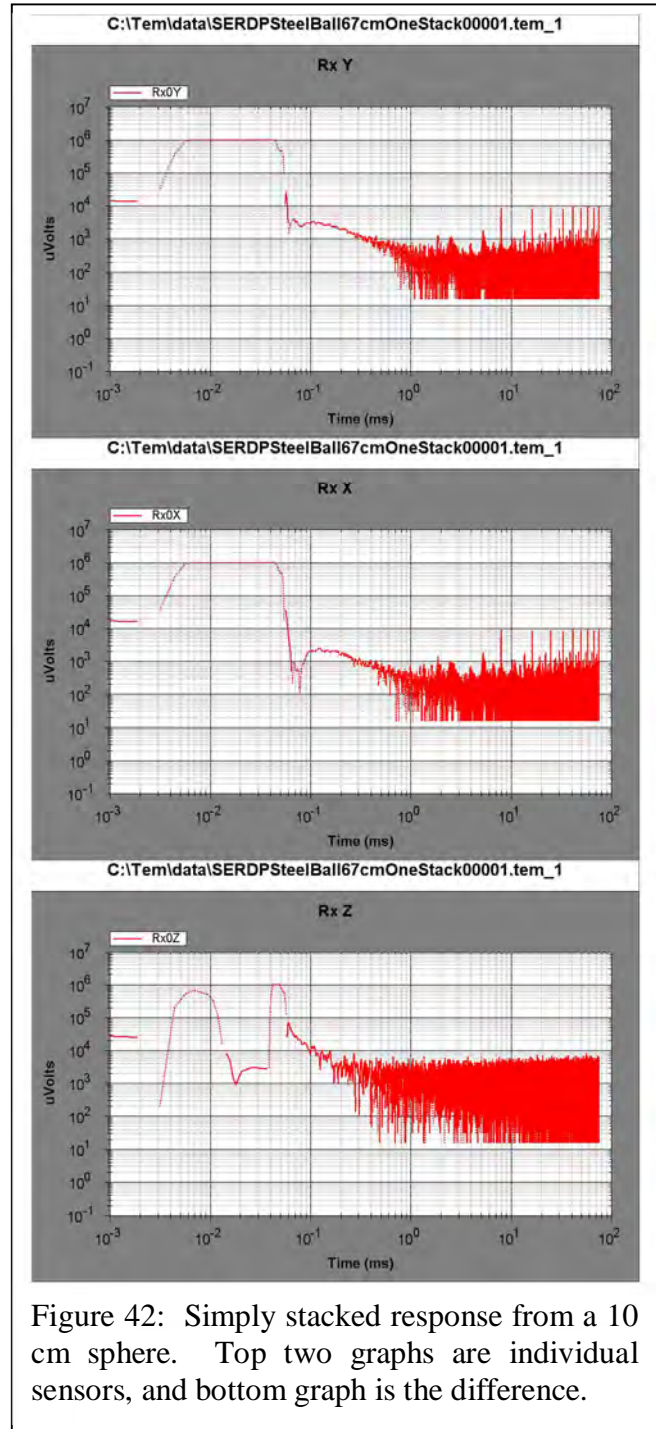 C:\Tem\data\SERDPSteelBall67cmOneStack00001.tem_1
Rx Y
Rx0Y
10^7
10^6
10^5
10^4
10^3
10^2
10^1
10^0
10^-1
uVolts
10^-3 10^-2 10^-1 10^0 10^1 10^2
Time (ms)
C:\Tem\data\SERDPSteelBall67cmOneStack00001.tem_1
Rx X
Rx0X
10^7
10^6
10^5
10^4
10^3
10^2
10^1
10^0
10^-1
uVolts
10^-3 10^-2 10^-1 10^0 10^1 10^2
Time (ms)
C:\Tem\data\SERDPSteelBall67cmOneStack00001.tem_1
Rx Z
Rx0Z
10^7
10^6
10^5
10^4
10^3
10^2
10^1
10^0
10^-1
uVolts
10^-3 10^-2 10^-1 10^0 10^1 10^2
Time (ms)
Figure 42: Simply stacked response from a 10
cm sphere. Top two graphs are individual
sensors, and bottom graph is the difference.